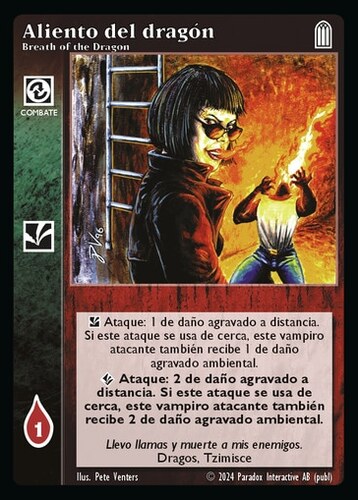 Aliento del dragón
Breath of the Dragon
COMBATE
PV96
Ataque: 1 de daño agravado a distancia.
Si este ataque se usa de cerca, este vampiro
atacante también recibe 1 de daño
agravado ambiental.
Ataque: 2 de daño agravado a
distancia. Si este ataque se usa de
cerca, este vampiro atacante también
recibe 2 de daño agravado ambiental.
Llevo llamas y muerte a mis enemigos.
Dragos, Tzimisce
1
Ilus. Pete Venters
© 2024 Paradox Interactive AB (publ)